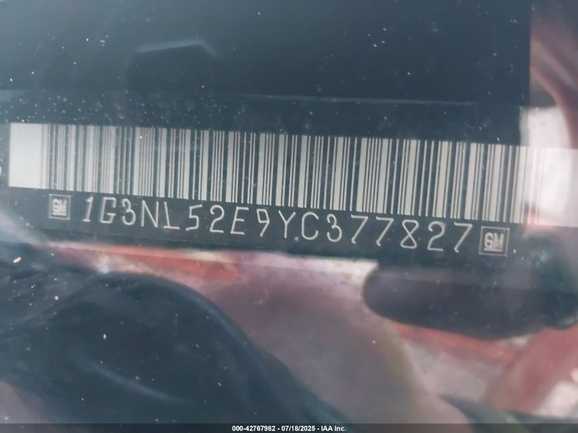 GM 1G3NL52E9YC377827 GM
000-42767982 / 07/18/2025 - IAA Inc.